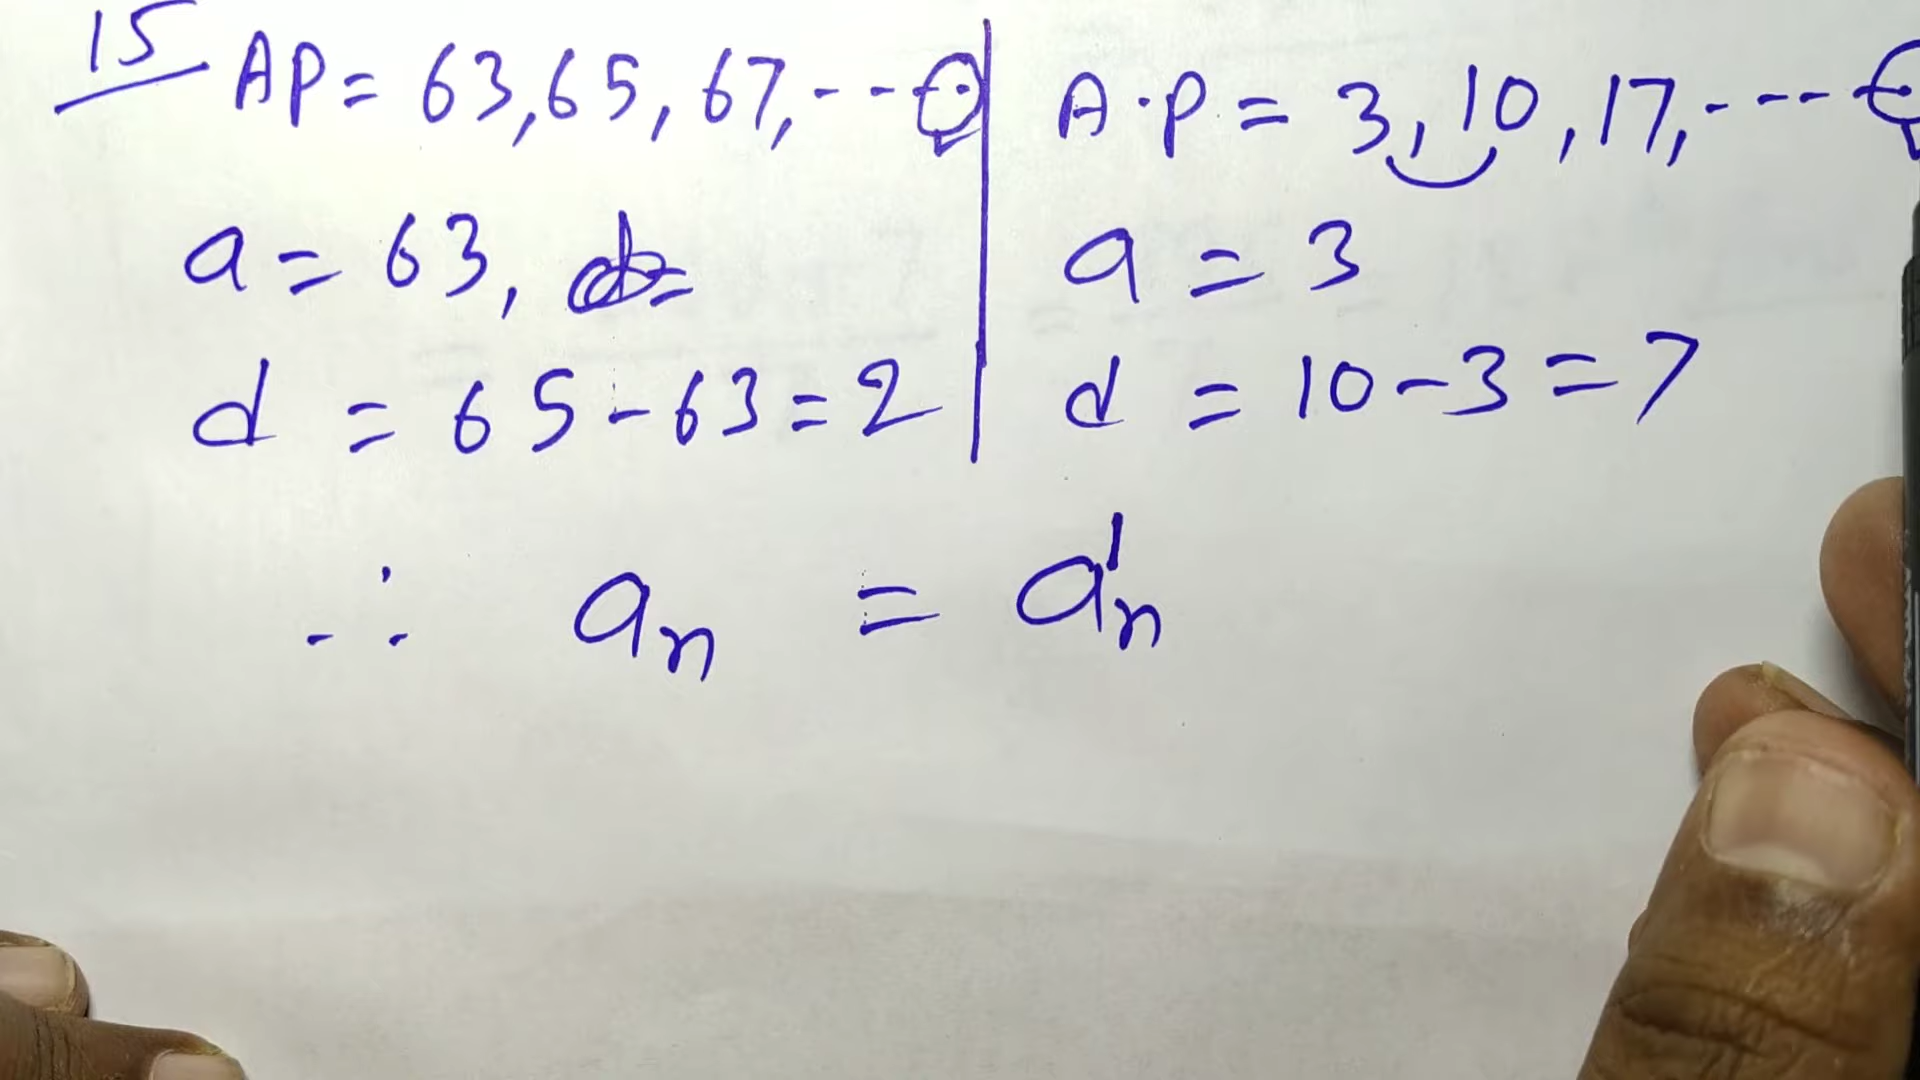 15 AP = 63, 65, 67, ---
a = 63,
d = 65 - 63 = 2
A.P = 3, 10, 17, ----
a = 3
d = 10 - 3 = 7
∴ an = a'n